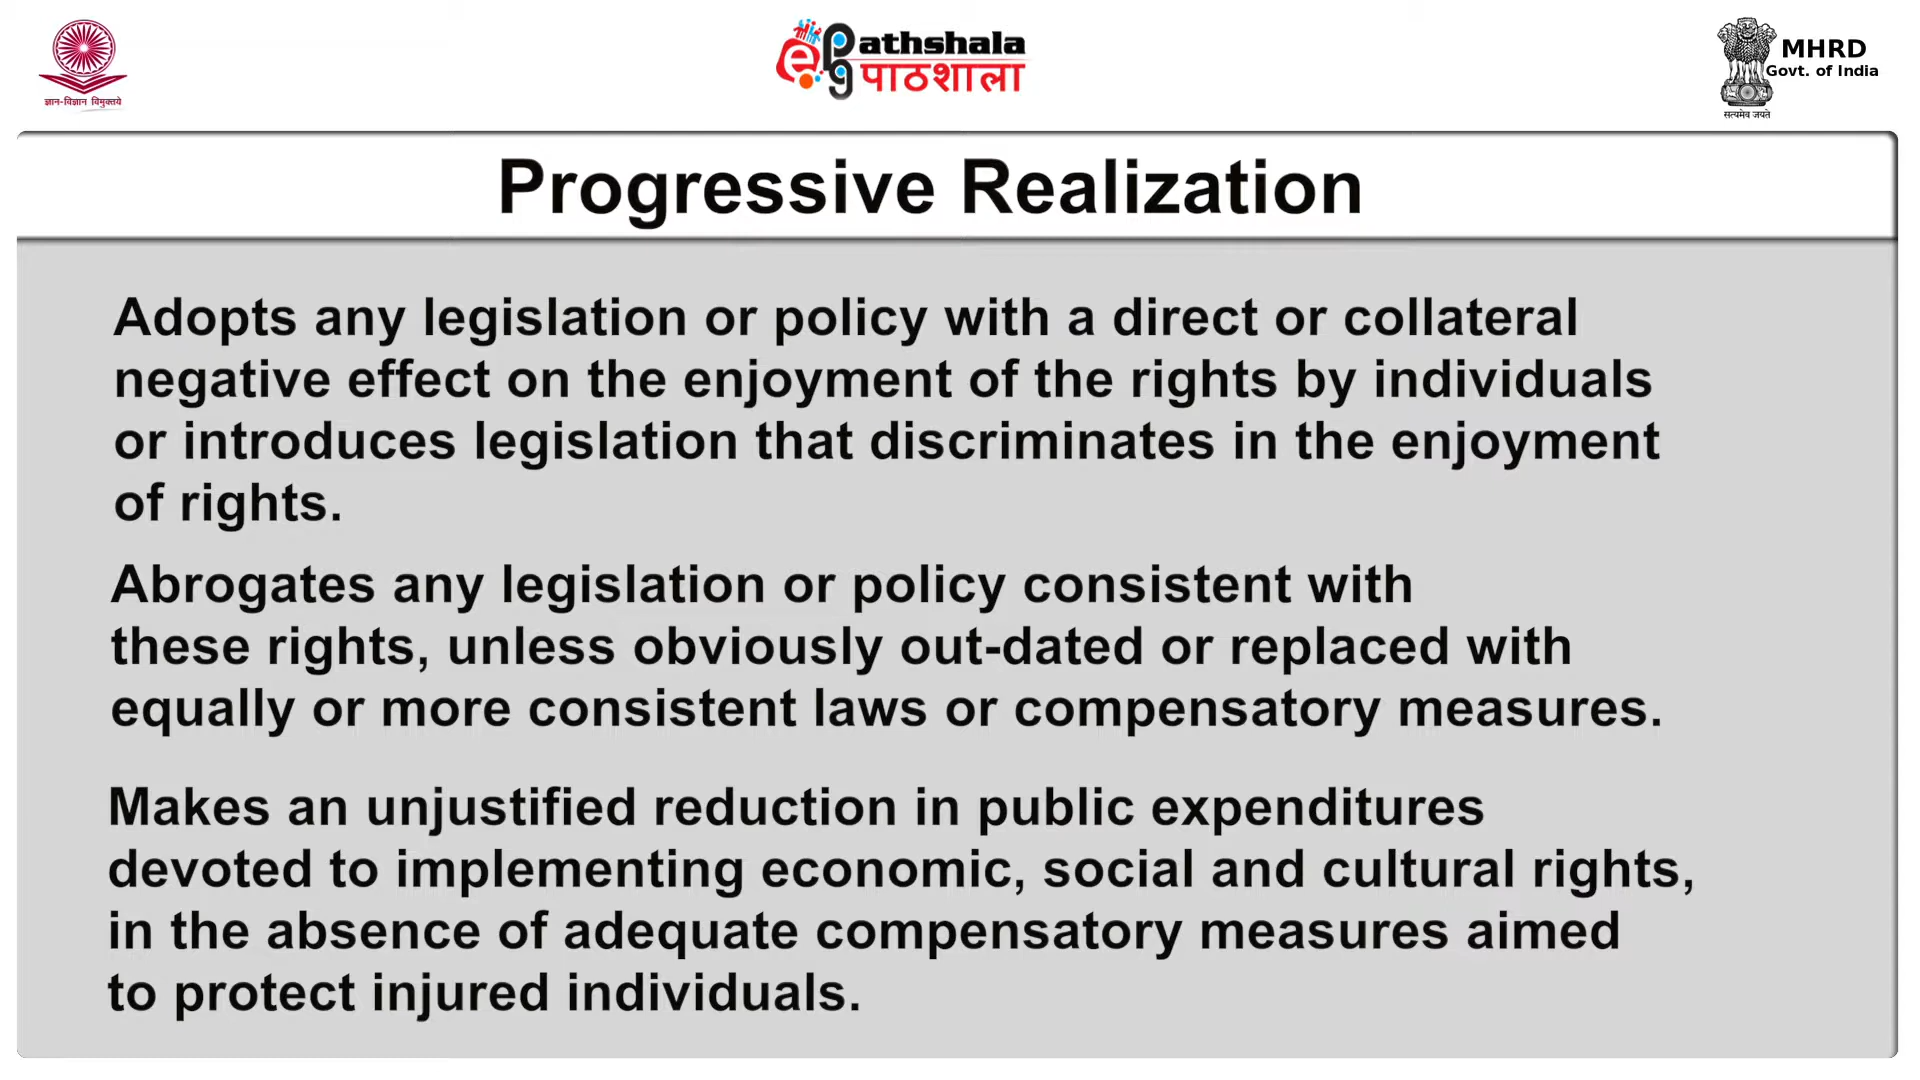 ज्ञान-विज्ञान विमुक्तये
ePG Pathshala
पाठशाला
MHRD
Govt. of India
सत्यमेव जयते
Progressive Realization
Adopts any legislation or policy with a direct or collateral
negative effect on the enjoyment of the rights by individuals
or introduces legislation that discriminates in the enjoyment
of rights.
Abrogates any legislation or policy consistent with
these rights, unless obviously out-dated or replaced with
equally or more consistent laws or compensatory measures.
Makes an unjustified reduction in public expenditures
devoted to implementing economic, social and cultural rights,
in the absence of adequate compensatory measures aimed
to protect injured individuals.